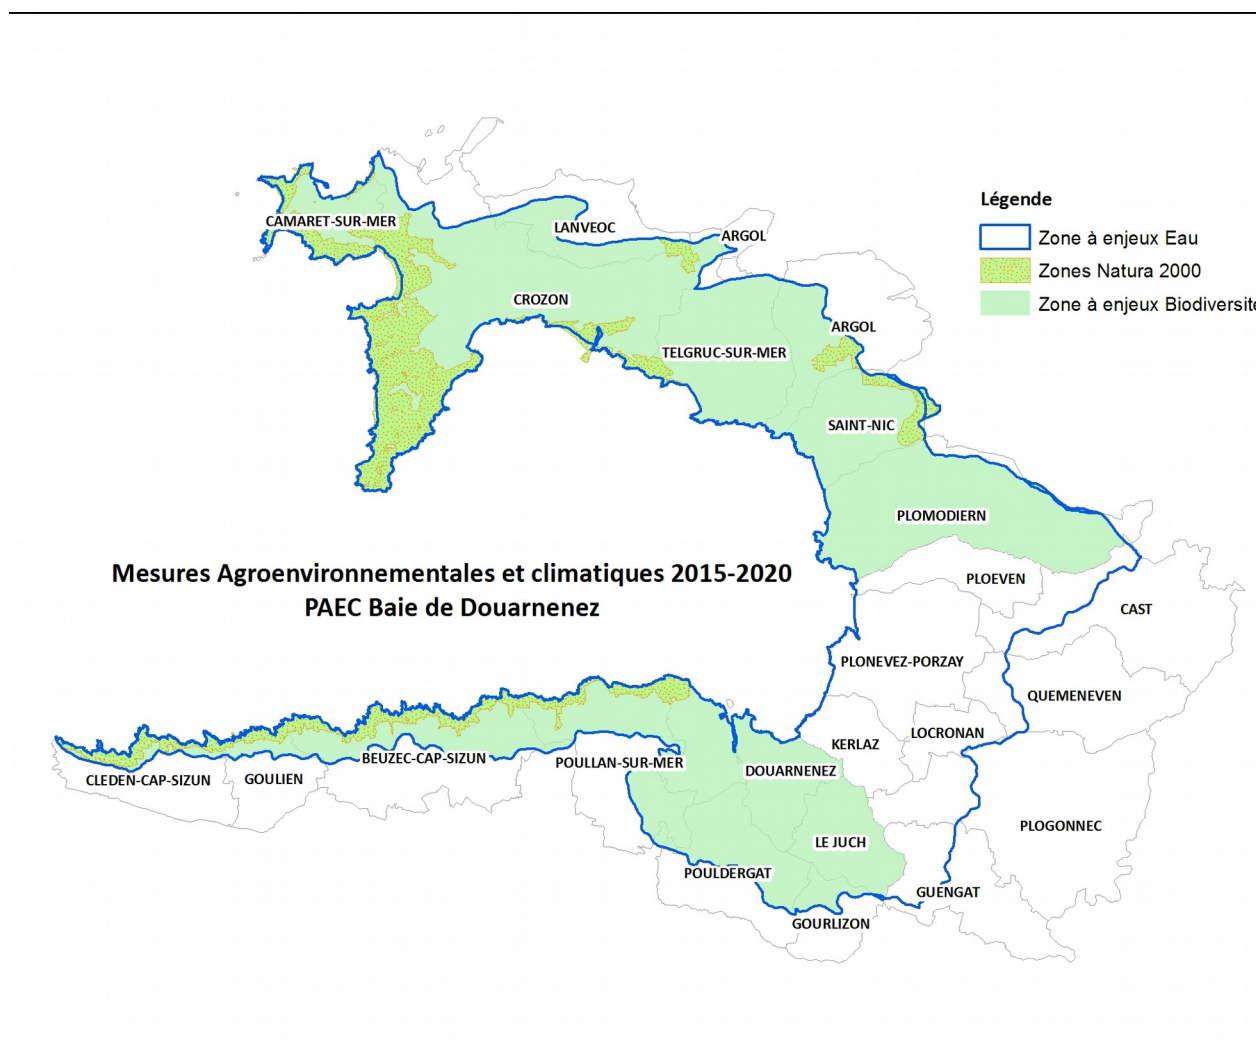 CAMARET-SUR-MER
LANVEOC
ARGOL
CROZON
Légende
Zone à enjeux Eau
Zones Natura 2000
Zone à enjeux Biodiversite
ARGOL
TELGRUC-SUR-MER
SAINT-NIC
PLOMODIERN
Mesures Agroenvironnementales et climatiques 2015-2020
PAEC Baie de Douarnenez
PLOEVEN
CAST
PLONEVEZ-PORZAY
QUEMENEVEN
LOCRONAN
KERLAZ
CLEDEN-CAP-SIZUN
GOULIEN
BEUZEC-CAP-SIZUN
POULLAN-SUR-MER
DOUARNENEZ
PLOGONNEC
LE JUCH
POULDERGAT
GUENGAT
GOURLIZON